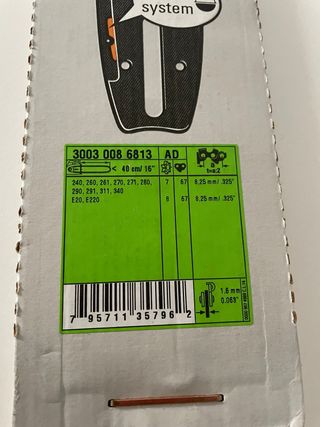 system
3003 008 6813 AD
< 40 cm/ 16" a t=a:2
240, 260, 261, 270, 271, 280, 7 67 8,25 mm/ .325"
290, 291, 311, 340
E20, E220 8 67 8,25 mm/ .325"
1.6 mm
0.063"
7 95711 35796 2